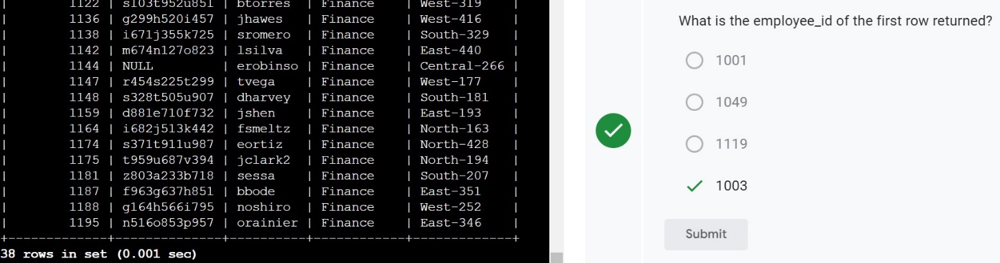 | 1122 | s103t952u851 | btorres | Finance | West-319 |
| 1136 | g299h520i457 | jhawes | Finance | West-416 |
| 1138 | i671j355k725 | sromero | Finance | South-329 |
| 1142 | m674n127o823 | lsilva | Finance | East-440 |
| 1144 | NULL | erobinso | Finance | Central-266 |
| 1147 | r454s225t299 | tvega | Finance | West-177 |
| 1148 | s328t505u907 | dharvey | Finance | South-181 |
| 1159 | d881e710f732 | jshen | Finance | East-193 |
| 1164 | i682j513k442 | fsmeltz | Finance | North-163 |
| 1174 | s371t911u987 | eortiz | Finance | North-428 |
| 1175 | t959u687v394 | jclark2 | Finance | North-194 |
| 1181 | z803a233b718 | sessa | Finance | South-207 |
| 1187 | f963g637h851 | bbode | Finance | East-351 |
| 1188 | g164h566i795 | noshiro | Finance | West-252 |
| 1195 | n516o853p957 | orainier | Finance | East-346 |
+-------------+--------------+----------+------------+-------------+
38 rows in set (0.001 sec)
What is the employee_id of the first row returned?
1001
1049
1119
1003
Submit